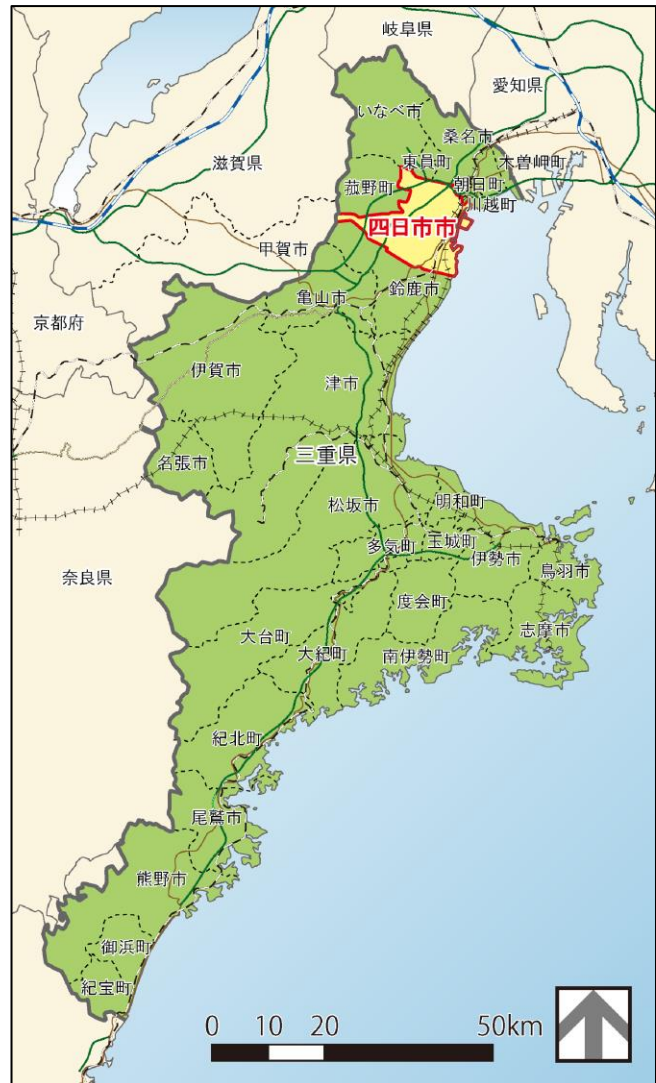 岐阜県
愛知県
いなべ市
桑名市
滋賀県
東員町
木曽岬町
菰野町
朝日町
川越町
四日市市
甲賀市
鈴鹿市
亀山市
京都府
伊賀市
津市
三重県
名張市
松坂市
明和町
多気町
玉城町
伊勢市
鳥羽市
奈良県
度会町
志摩市
大台町
大紀町
南伊勢町
紀北町
尾鷲市
熊野市
御浜町
紀宝町
0 10 20 50km